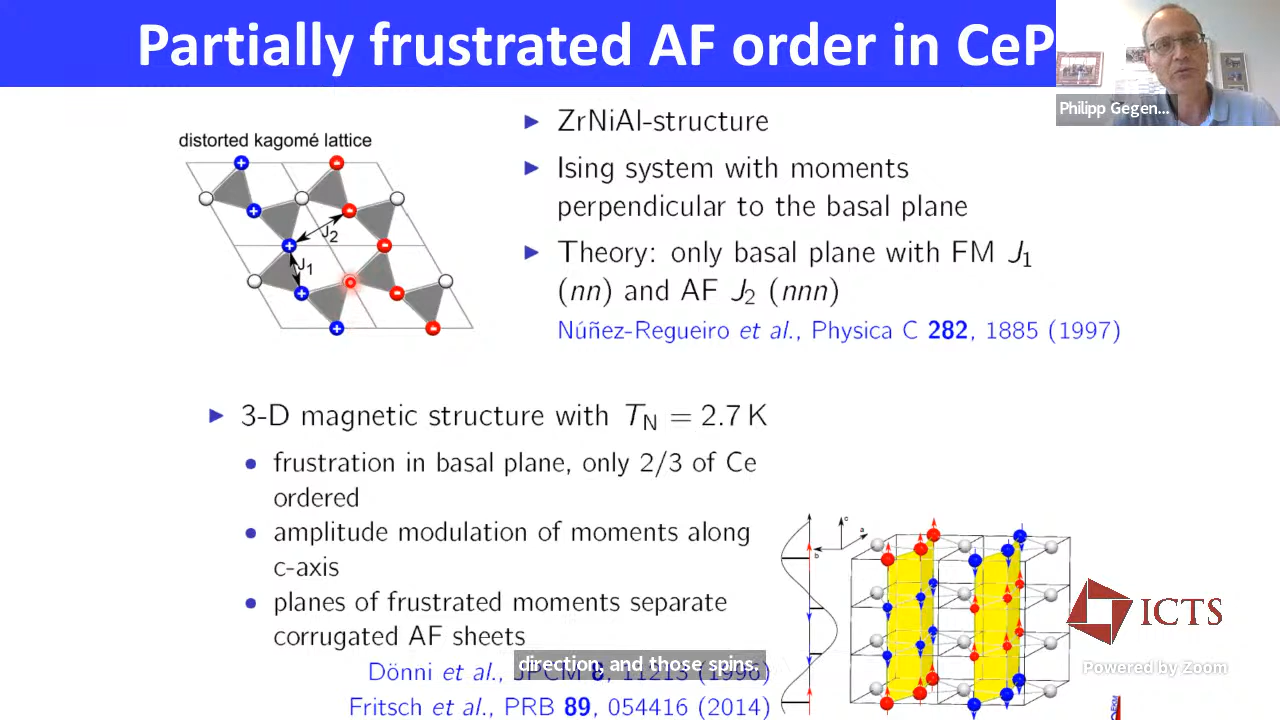 Partially frustrated AF order in CeP
Philipp Gegen...
distorted kagomé lattice
J2
J1
▶ ZrNiAl-structure
▶ Ising system with moments
perpendicular to the basal plane
▶ Theory: only basal plane with FM J1
(nn) and AF J2 (nnn)
Núñez-Regueiro et al., Physica C 282, 1885 (1997)
▶ 3-D magnetic structure with TN = 2.7 K
• frustration in basal plane, only 2/3 of Ce
ordered
• amplitude modulation of moments along
c-axis
• planes of frustrated moments separate
corrugated AF sheets
direction, and those spins,
Dönni et al., JPCM 8, 11213 (1996)
Fritsch et al., PRB 89, 054416 (2014)
c
a
b
ICTS
Powered by Zoom